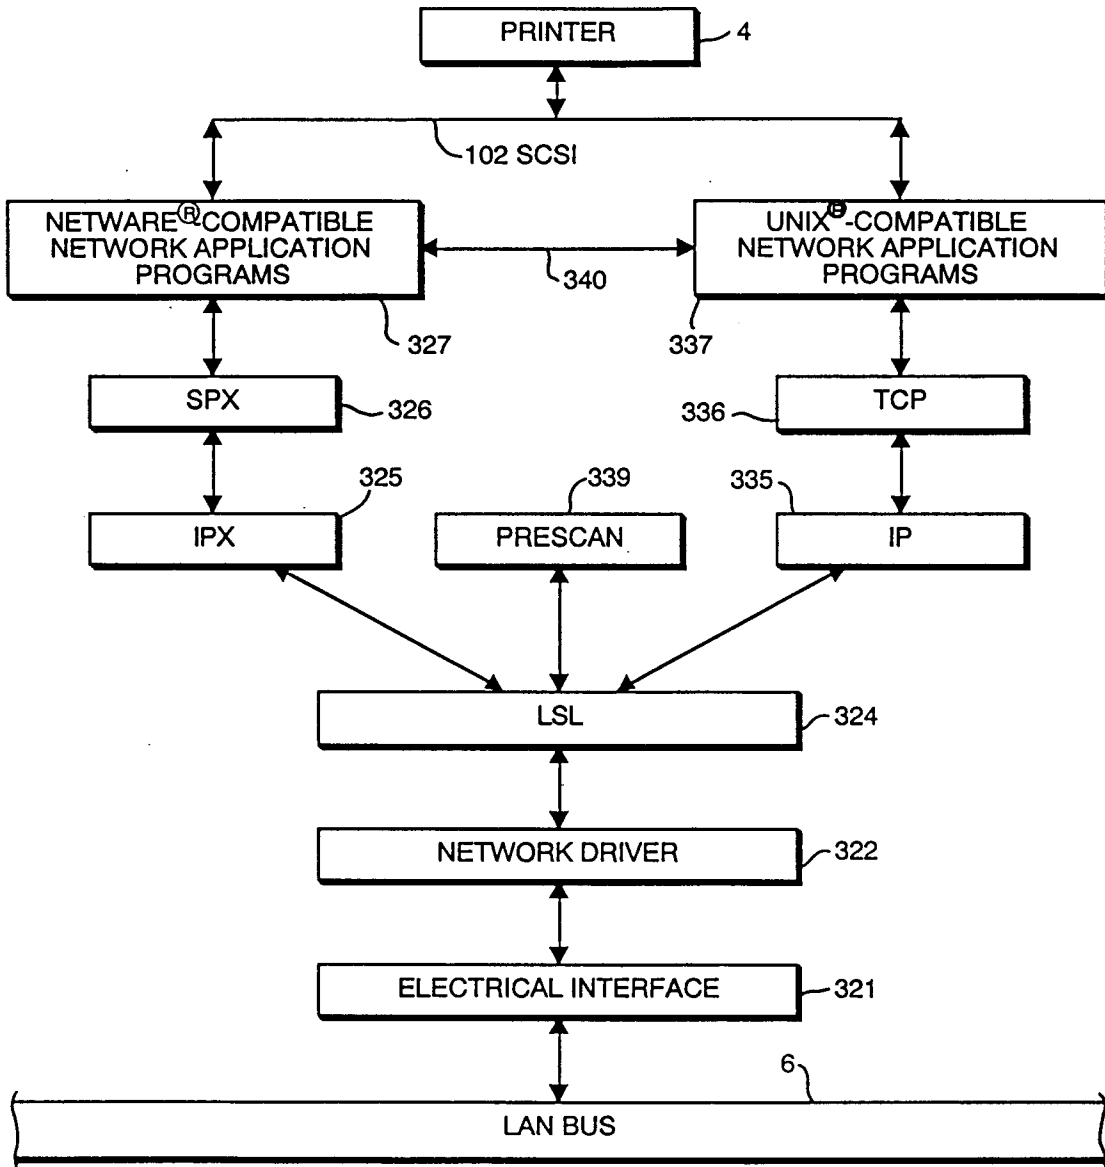 PRINTER
4
102 SCSI
NETWARE®-COMPATIBLE
NETWORK APPLICATION
PROGRAMS
UNIX®-COMPATIBLE
NETWORK APPLICATION
PROGRAMS
340
327
337
SPX
326
336
TCP
325
339
335
IPX
PRESCAN
IP
LSL
324
NETWORK DRIVER
322
ELECTRICAL INTERFACE
321
6
LAN BUS